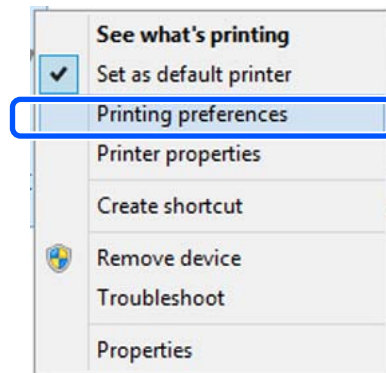 See what's printing
Set as default printer
Printing preferences
Printer properties
Create shortcut
Remove device
Troubleshoot
Properties